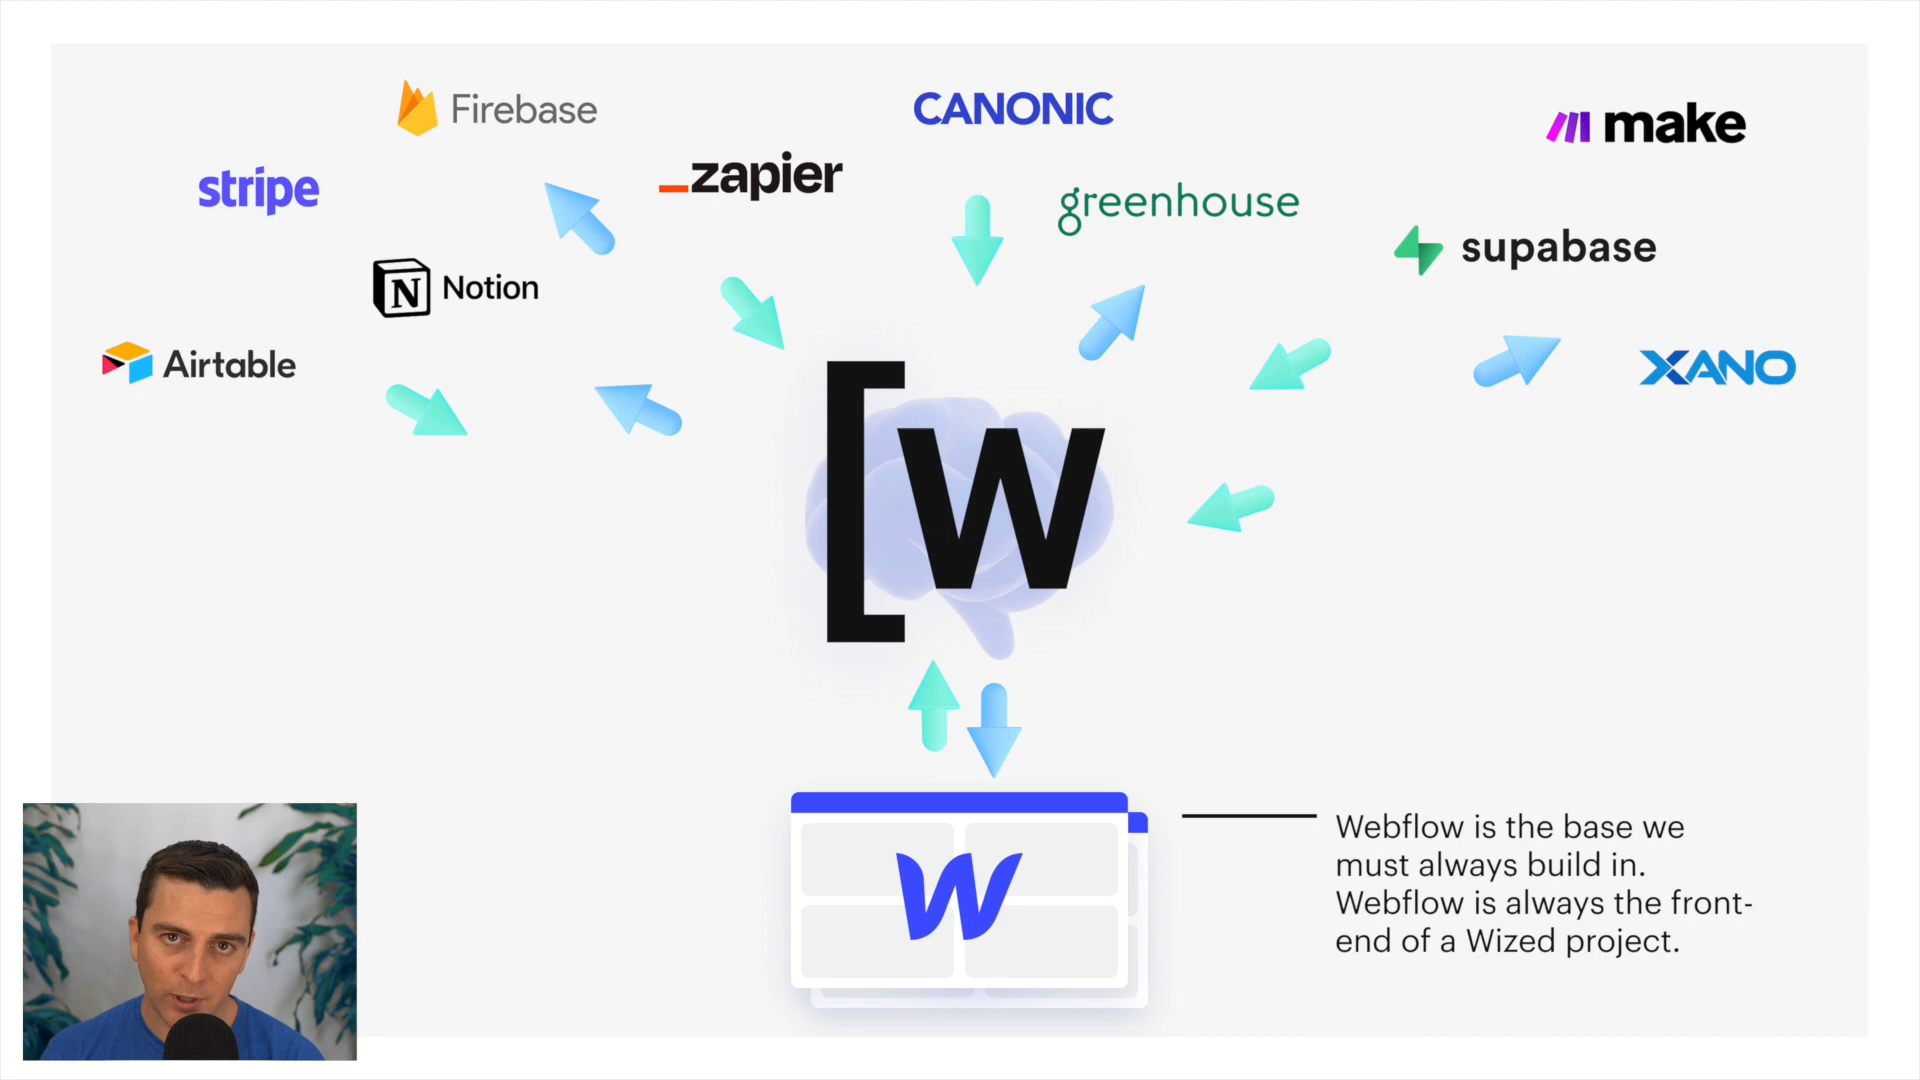 Firebase
CANONIC
make
stripe
zapier
greenhouse
supabase
N Notion
Airtable
XANO
[W
W
Webflow is the base we
must always build in.
Webflow is always the front-
end of a Wized project.